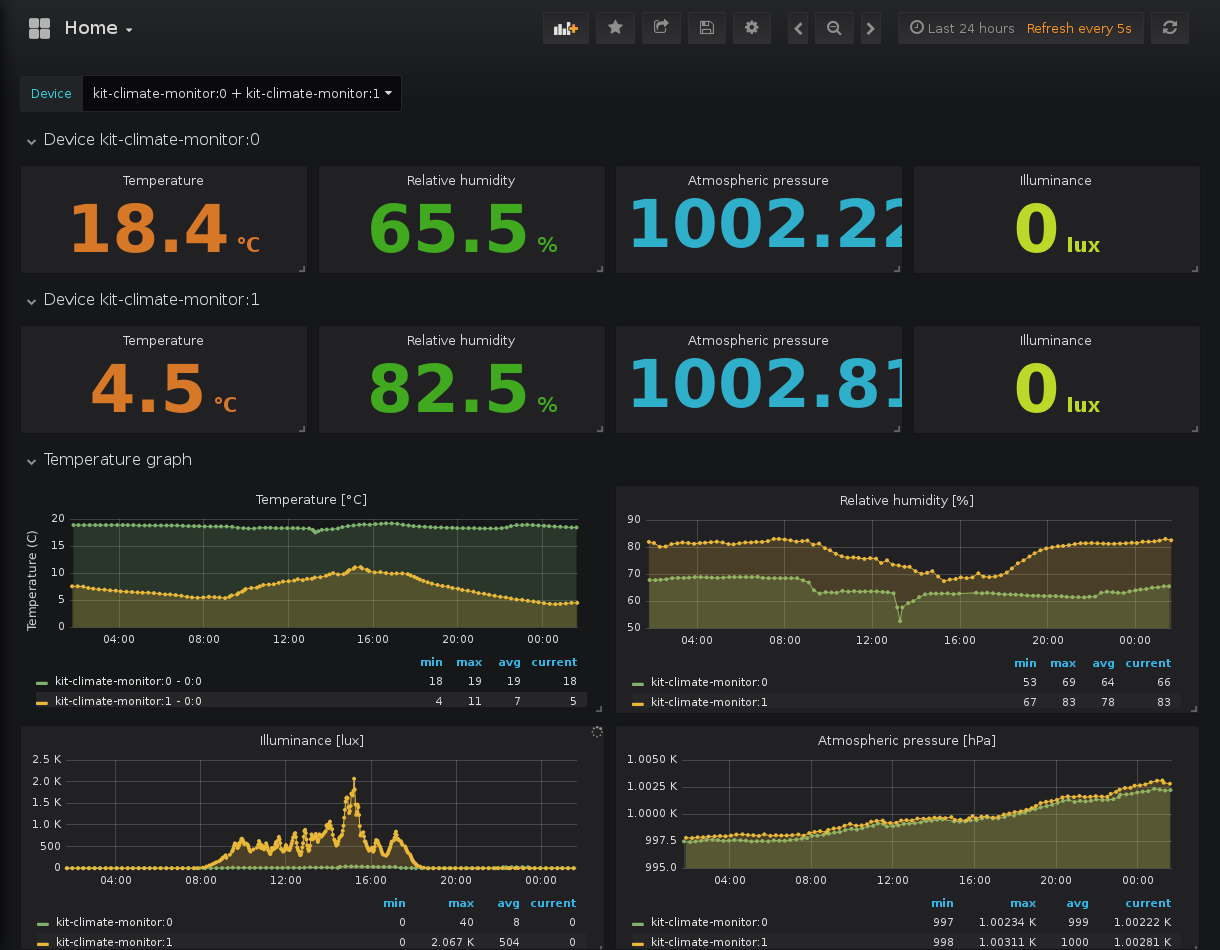 Home
Last 24 hours Refresh every 5s
Device kit-climate-monitor:0 + kit-climate-monitor:1
Device kit-climate-monitor:0
Temperature Relative humidity Atmospheric pressure Illuminance
18.4 °C 65.5 % 1002.22 0 lux
Device kit-climate-monitor:1
Temperature Relative humidity Atmospheric pressure Illuminance
4.5 °C 82.5 % 1002.81 0 lux
Temperature graph
Temperature [°C]
Temperature (C)
20
15
10
5
0
04:00 08:00 12:00 16:00 20:00 00:00
min max avg current
kit-climate-monitor:0 - 0:0 18 19 19 18
kit-climate-monitor:1 - 0:0 4 11 7 5
Relative humidity [%]
90
80
70
60
50
04:00 08:00 12:00 16:00 20:00 00:00
min max avg current
kit-climate-monitor:0 53 69 64 66
kit-climate-monitor:1 67 83 78 83
Illuminance [lux]
2.5 K
2.0 K
1.5 K
1.0 K
500
0
04:00 08:00 12:00 16:00 20:00 00:00
min max avg current
kit-climate-monitor:0 0 40 8 0
kit-climate-monitor:1 0 2.067 K 504 0
Atmospheric pressure [hPa]
1.0050 K
1.0025 K
1.0000 K
997.5
995.0
04:00 08:00 12:00 16:00 20:00 00:00
min max avg current
kit-climate-monitor:0 997 1.00234 K 999 1.00222 K
kit-climate-monitor:1 998 1.00311 K 1000 1.00281 K